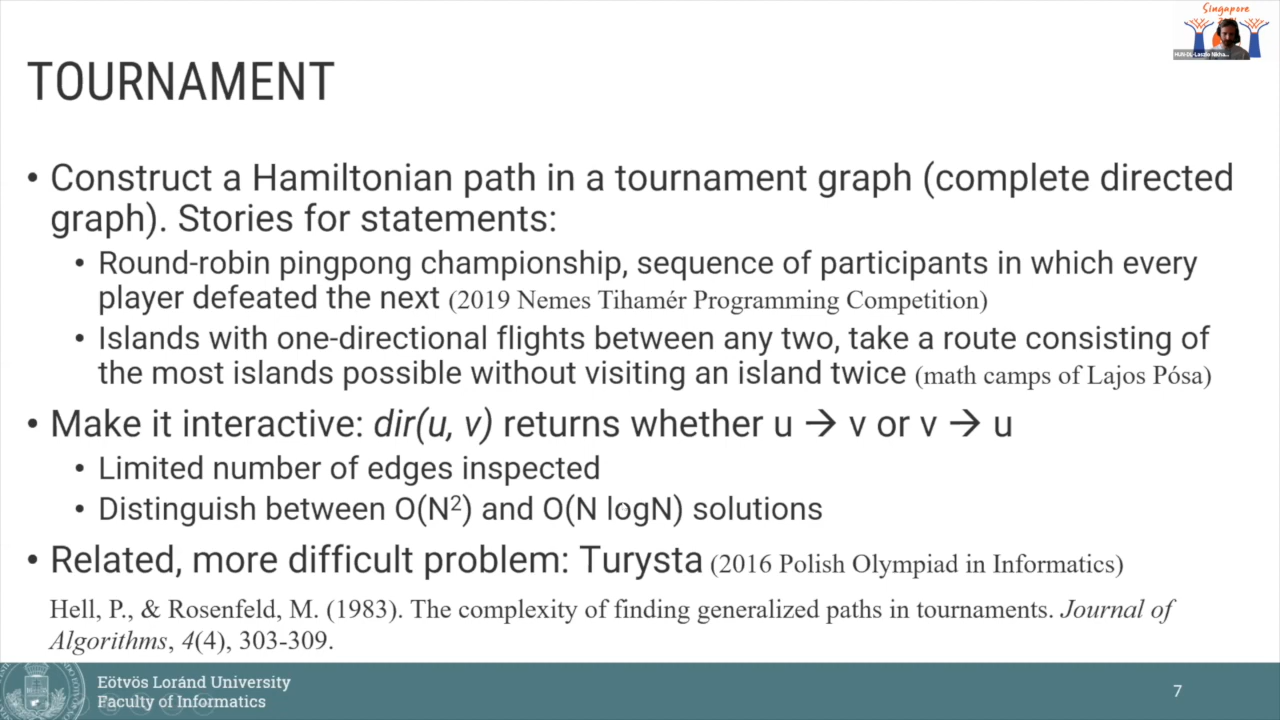 Singapore
TOURNAMENT
• Construct a Hamiltonian path in a tournament graph (complete directed
graph). Stories for statements:
• Round-robin pingpong championship, sequence of participants in which every
player defeated the next (2019 Nemes Tihamér Programming Competition)
• Islands with one-directional flights between any two, take a route consisting of
the most islands possible without visiting an island twice (math camps of Lajos Pósa)
• Make it interactive: dir(u, v) returns whether u → v or v → u
• Limited number of edges inspected
• Distinguish between O(N²) and O(N logN) solutions
• Related, more difficult problem: Turysta (2016 Polish Olympiad in Informatics)
Hell, P., & Rosenfeld, M. (1983). The complexity of finding generalized paths in tournaments. Journal of
Algorithms, 4(4), 303-309.
Eötvös Loránd University
Faculty of Informatics
7